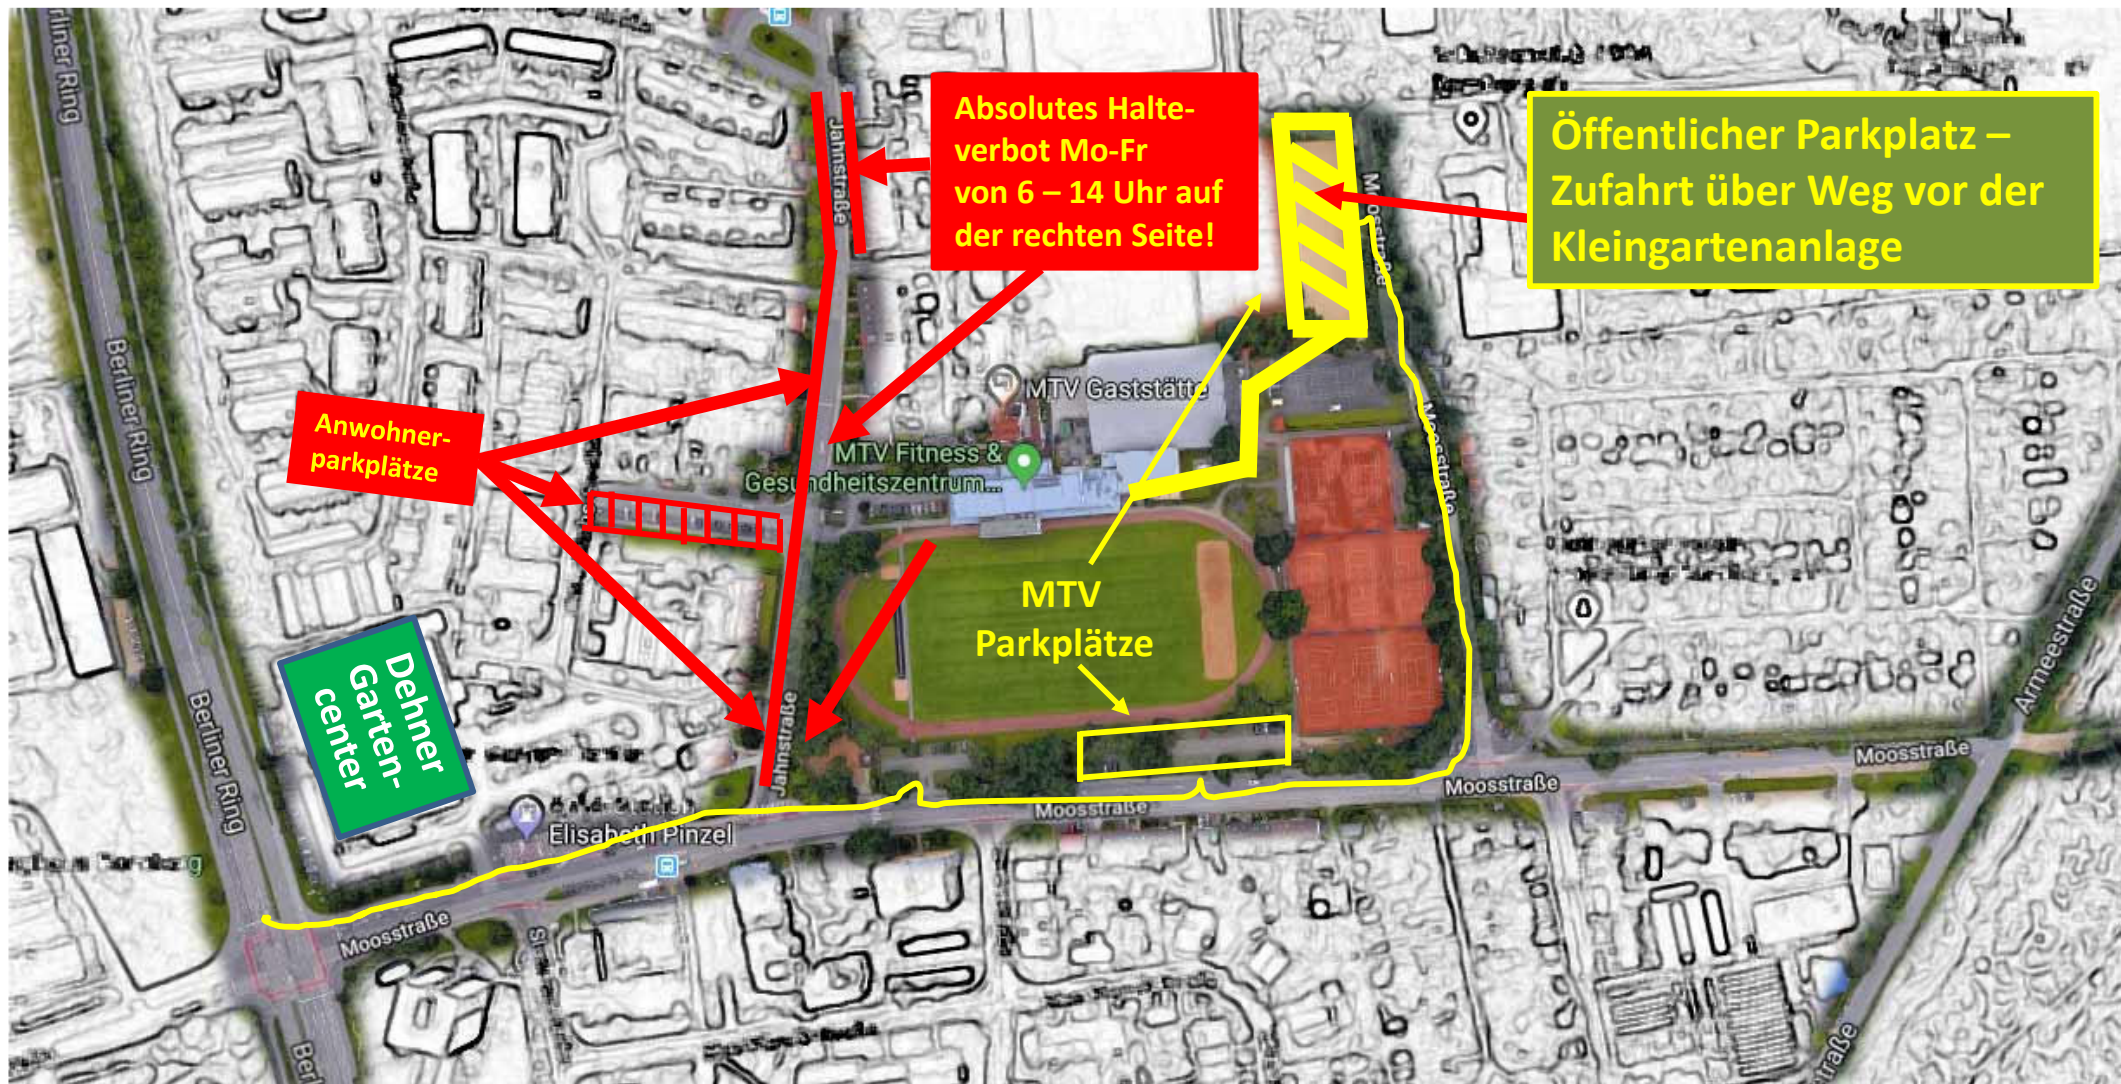 Berliner Ring
Jahnstraße
Absolutes Halte-
verbot Mo-Fr
von 6 – 14 Uhr auf
der rechten Seite!
Öffentlicher Parkplatz –
Zufahrt über Weg vor der
Kleingartenanlage
Moosstraße
Berliner Ring
Anwohner-
parkplätze
MTV Gaststätte
MTV Fitness &
Gesundheitszentrum...
Moosstraße
MTV
Parkplätze
Armeestraße
Dehner
Garten-
center
Berliner Ring
Jahnstraße
Moosstraße
Moosstraße
Moosstraße
Elisabeth Pinzel
Moosstraße